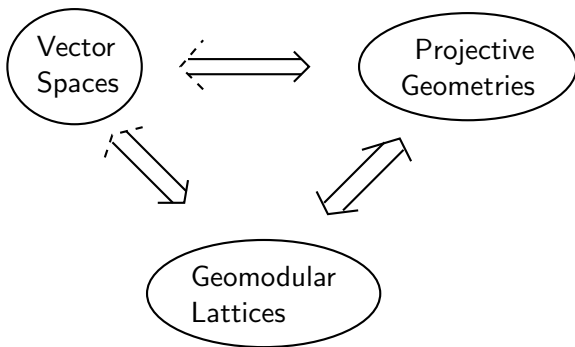 Vector
Spaces
Projective
Geometries
Geomodular
Lattices